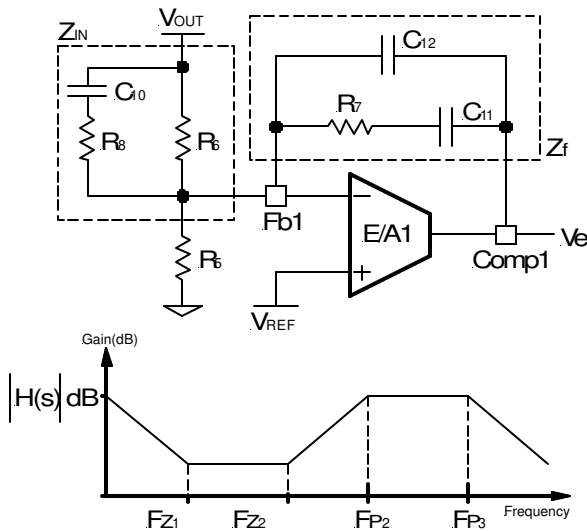 VOUT
ZIN
C12
C10
R7
C11
R8
R6
Zf
Fb1
E/A1
R5
Comp1
Ve
VREF
Gain(dB)
|H(s)| dB
FZ1
FZ2
FP2
FP3
Frequency